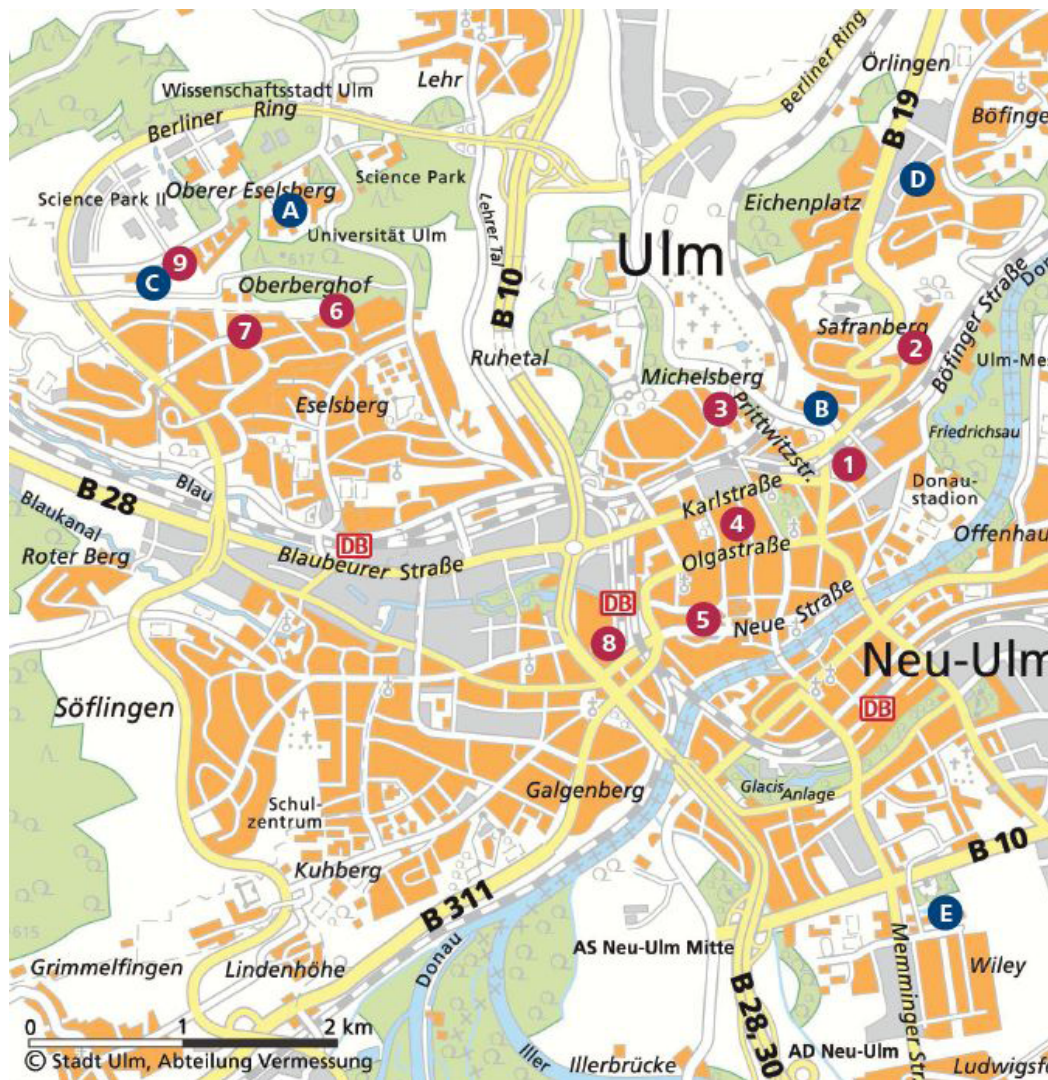 Örlingen
Lehr
Wissenschaftsstadt Ulm
Berliner Ring
Berliner Ring
B 19
Böfinge
Science Park
Oberer Eselsberg
Science Park II
D
Eichenplatz
A
Lehrer Tal
Universität Ulm
Ulm
617
9
C
Oberberghof
B 10
Böfinger Straße
Don
6
7
Safranberg
2
Ruhetal
Ulm-Me
Michelsberg
Eselsberg
3
B
Prittwitzstr.
Friedrichsau
1
Blau
B 28
Donau-
stadion
Karlstraße
Blaukanal
4
Offenhau
Roter Berg
DB
Blaubeurer Straße
Olgastraße
DB
5
Neue Straße
8
Neu-Ulm
Söflingen
DB
Galgenberg
Glacis Anlage
Schul-
zentrum
B 10
Kuhberg
B 311
E
615
Donau
AS Neu-Ulm Mitte
Memminger Str.
Grimmelfingen
Lindenhöhe
Wiley
B 28, 30
0 1 2 km
© Stadt Ulm, Abteilung Vermessung
Iller
Illerbrücke
AD Neu-Ulm
Ludwigsf